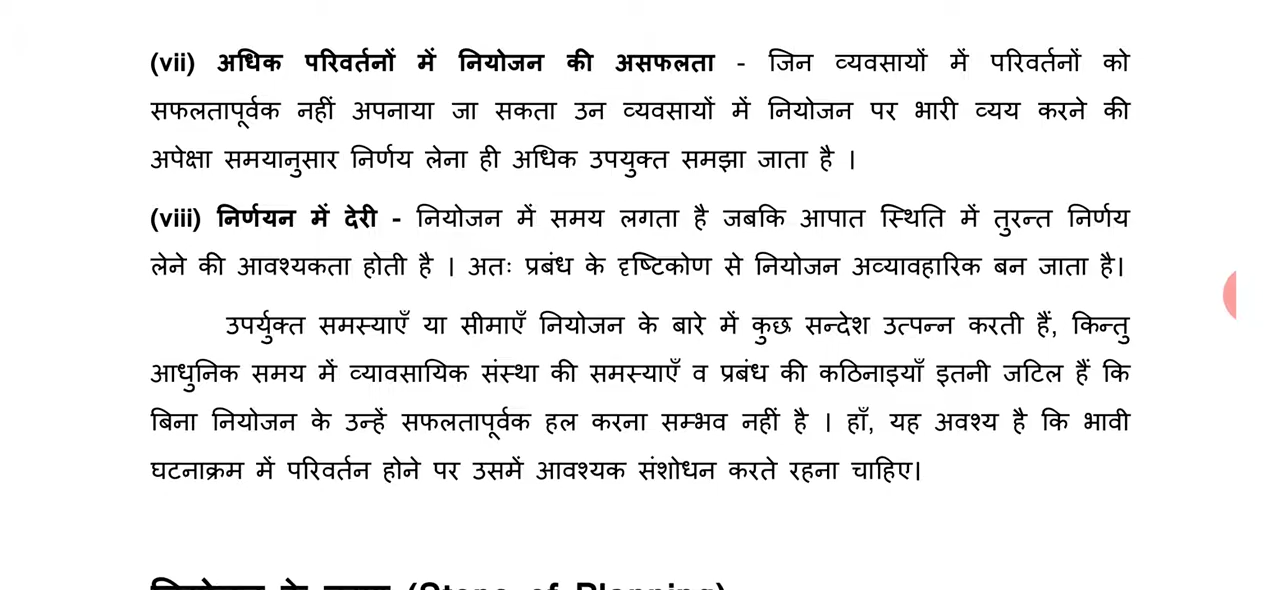 (vii) अधिक परिवर्तनों में नियोजन की असफलता - जिन व्यवसायों में परिवर्तनों को
सफलतापूर्वक नहीं अपनाया जा सकता उन व्यवसायों में नियोजन पर भारी व्यय करने की
अपेक्षा समयानुसार निर्णय लेना ही अधिक उपयुक्त समझा जाता है ।
(viii) निर्णयन में देरी - नियोजन में समय लगता है जबकि आपात स्थिति में तुरन्त निर्णय
लेने की आवश्यकता होती है । अतः प्रबंध के दृष्टिकोण से नियोजन अव्यावहारिक बन जाता है।
उपर्युक्त समस्याएँ या सीमाएँ नियोजन के बारे में कुछ सन्देश उत्पन्न करती हैं, किन्तु
आधुनिक समय में व्यावसायिक संस्था की समस्याएँ व प्रबंध की कठिनाइयाँ इतनी जटिल हैं कि
बिना नियोजन के उन्हें सफलतापूर्वक हल करना सम्भव नहीं है । हाँ, यह अवश्य है कि भावी
घटनाक्रम में परिवर्तन होने पर उसमें आवश्यक संशोधन करते रहना चाहिए।
(Steps of Planning)